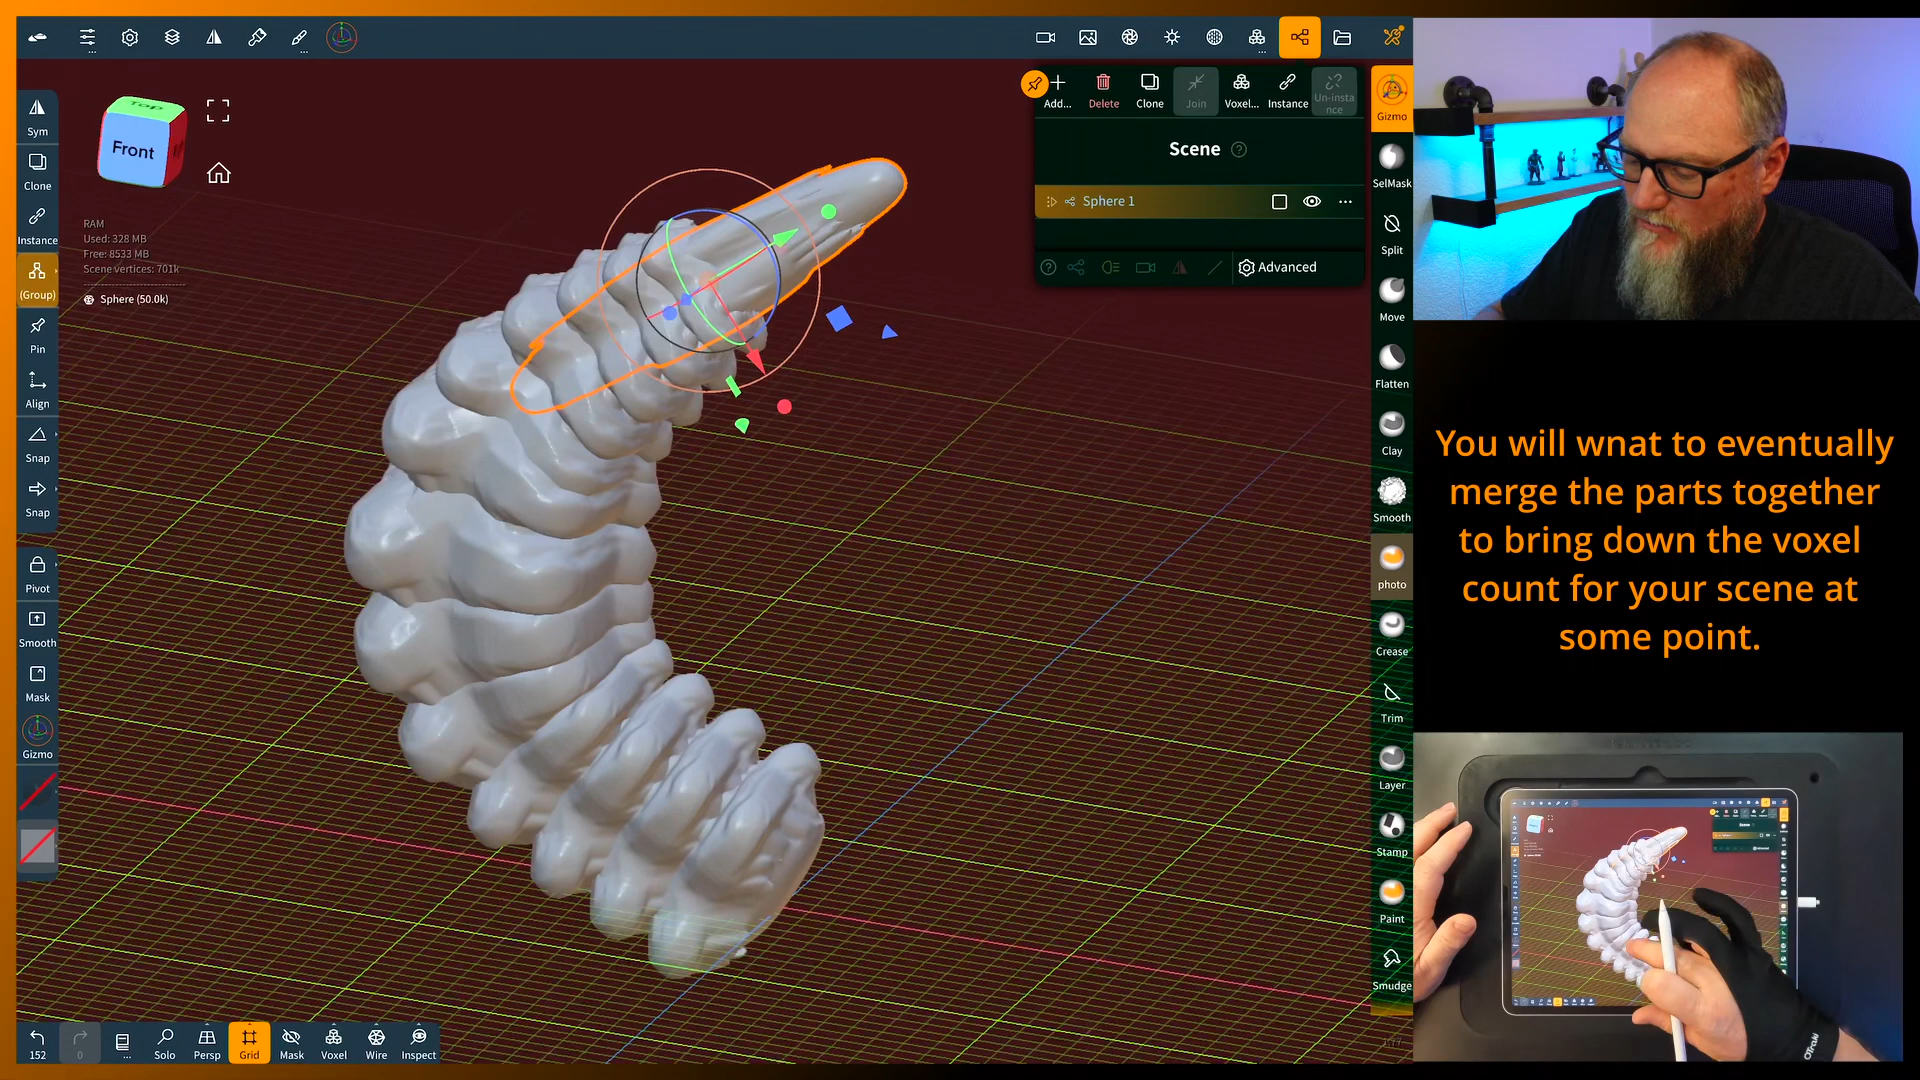 Sym
Clone
Instance
(Group)
Pin
Align
Snap
Snap
Pivot
Smooth
Mask
Gizmo
Top
Front
RAM
Used: 328 MB
Free: 8533 MB
Scene vertices: 701k
Sphere (50.0k)
Add...
Delete
Clone
Join
Voxel...
Instance
Un-insta
nce
Scene
Sphere 1
Advanced
Gizmo
SelMask
Split
Move
Flatten
Clay
Smooth
photo
Crease
Trim
Layer
Stamp
Paint
Smudge
152
0
...
Solo
Persp
Grid
Mask
Voxel
Wire
Inspect
You will wnat to eventually
merge the parts together
to bring down the voxel
count for your scene at
some point.
OTraki